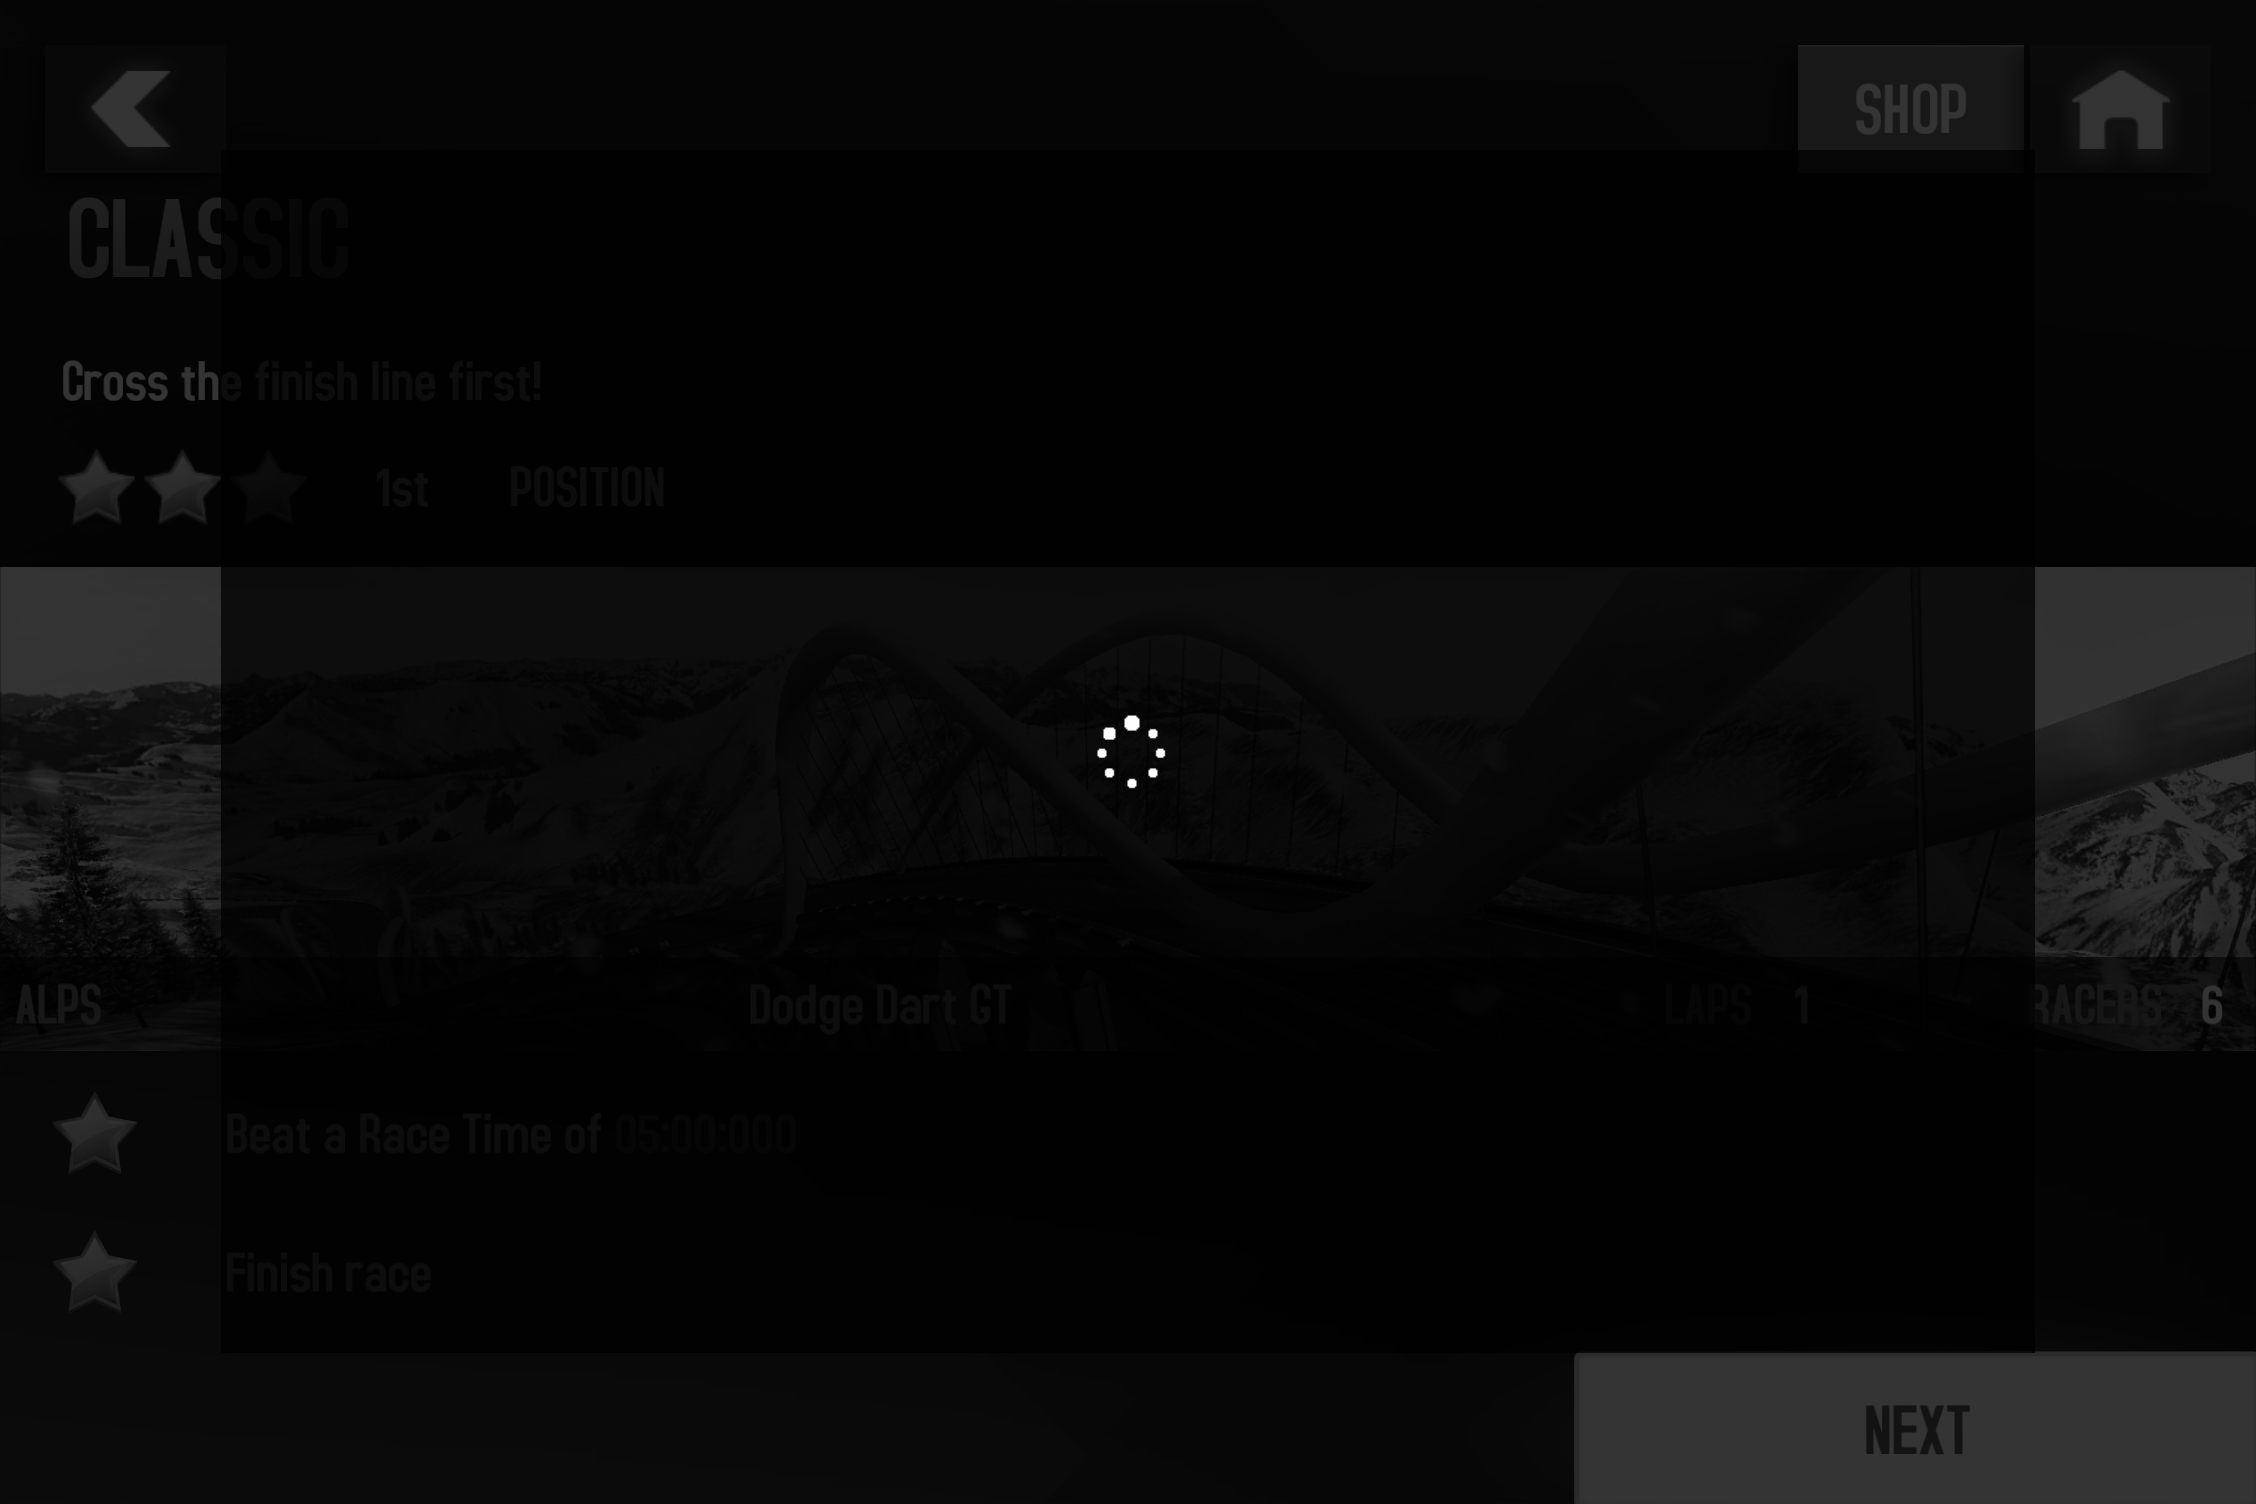 SHOP
CLASSIC
Cross the finish line first!
1st POSITION
ALPS Dodge Dart GT LAPS 1 RACERS 6
Beat a Race Time of 05:00:000
Finish race
NEXT